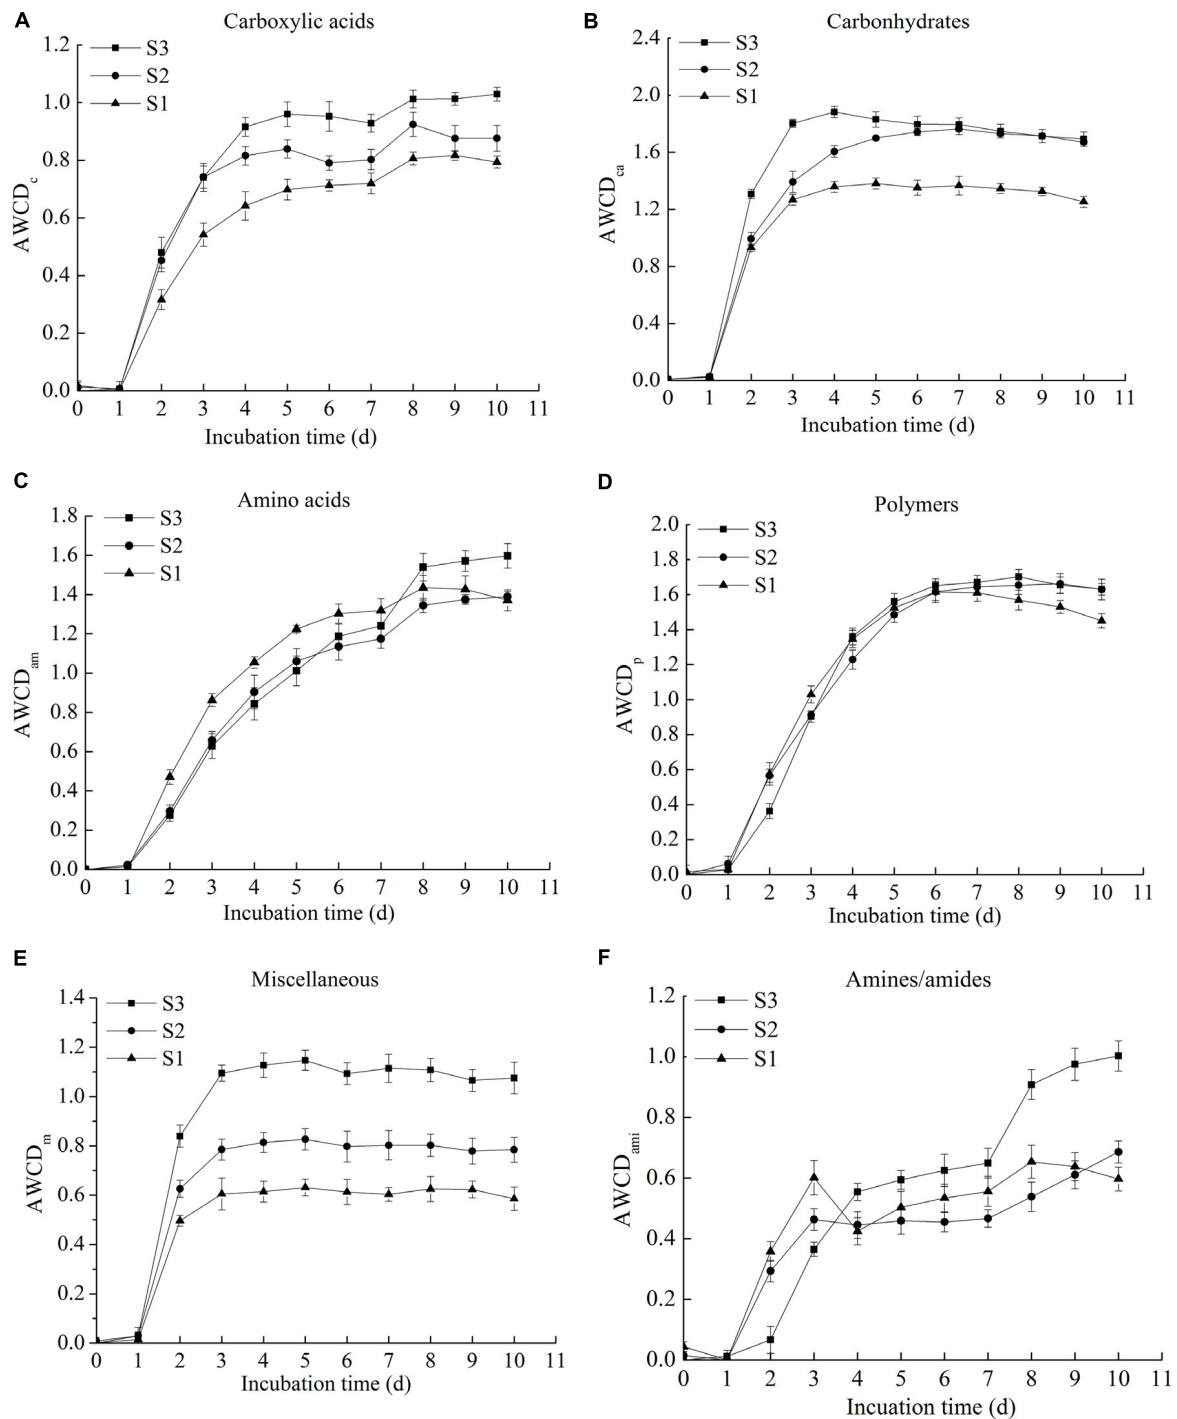 A
Carboxylic acids
S3
S2
S1
1.2
1.0
0.8
0.6
0.4
0.2
0.0
AWCDc
0 1 2 3 4 5 6 7 8 9 10 11
Incubation time (d)
B
Carbonhydrates
S3
S2
S1
2.4
2.0
1.6
1.2
0.8
0.4
0.0
AWCDca
0 1 2 3 4 5 6 7 8 9 10 11
Incubation time (d)
C
Amino acids
S3
S2
S1
1.8
1.6
1.4
1.2
1.0
0.8
0.6
0.4
0.2
0.0
AWCDam
0 1 2 3 4 5 6 7 8 9 10 11
Incubation time (d)
D
Polymers
S3
S2
S1
2.0
1.8
1.6
1.4
1.2
1.0
0.8
0.6
0.4
0.2
0.0
AWCDp
0 1 2 3 4 5 6 7 8 9 10 11
Incubation time (d)
E
Miscellaneous
S3
S2
S1
1.4
1.2
1.0
0.8
0.6
0.4
0.2
0.0
AWCDm
0 1 2 3 4 5 6 7 8 9 10 11
Incubation time (d)
F
Amines/amides
S3
S2
S1
1.2
1.0
0.8
0.6
0.4
0.2
0.0
AWCDami
0 1 2 3 4 5 6 7 8 9 10 11
Incuation time (d)